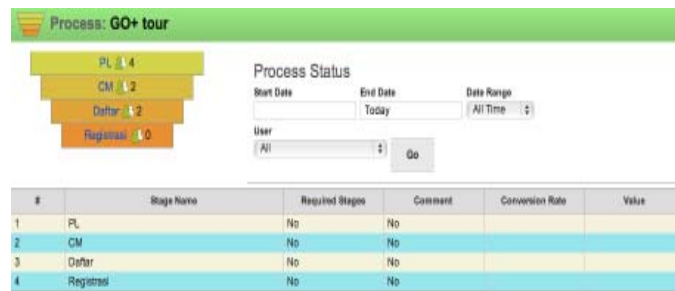 Process: GO+ tour
PL 4
CM 2
Daftar 2
Registrasi 0
Process Status
Start Date End Date Date Range
Today All Time
User
All Go
# Stage Name Required Stages Comment Conversion Rate Value
1 PL No No
2 CM No No
3 Daftar No No
4 Registrasi No No